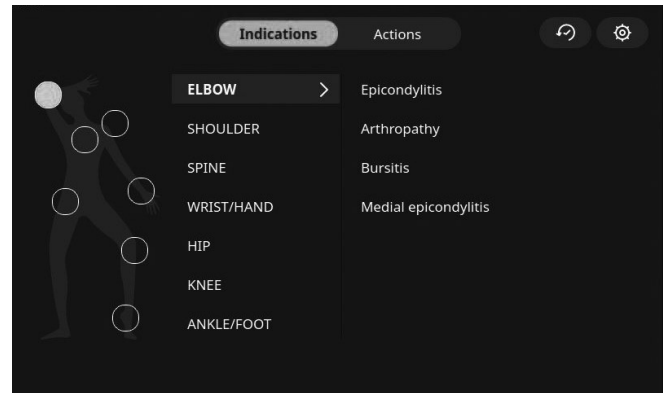 Indications
Actions
ELBOW
SHOULDER
SPINE
WRIST/HAND
HIP
KNEE
ANKLE/FOOT
Epicondylitis
Arthropathy
Bursitis
Medial epicondylitis